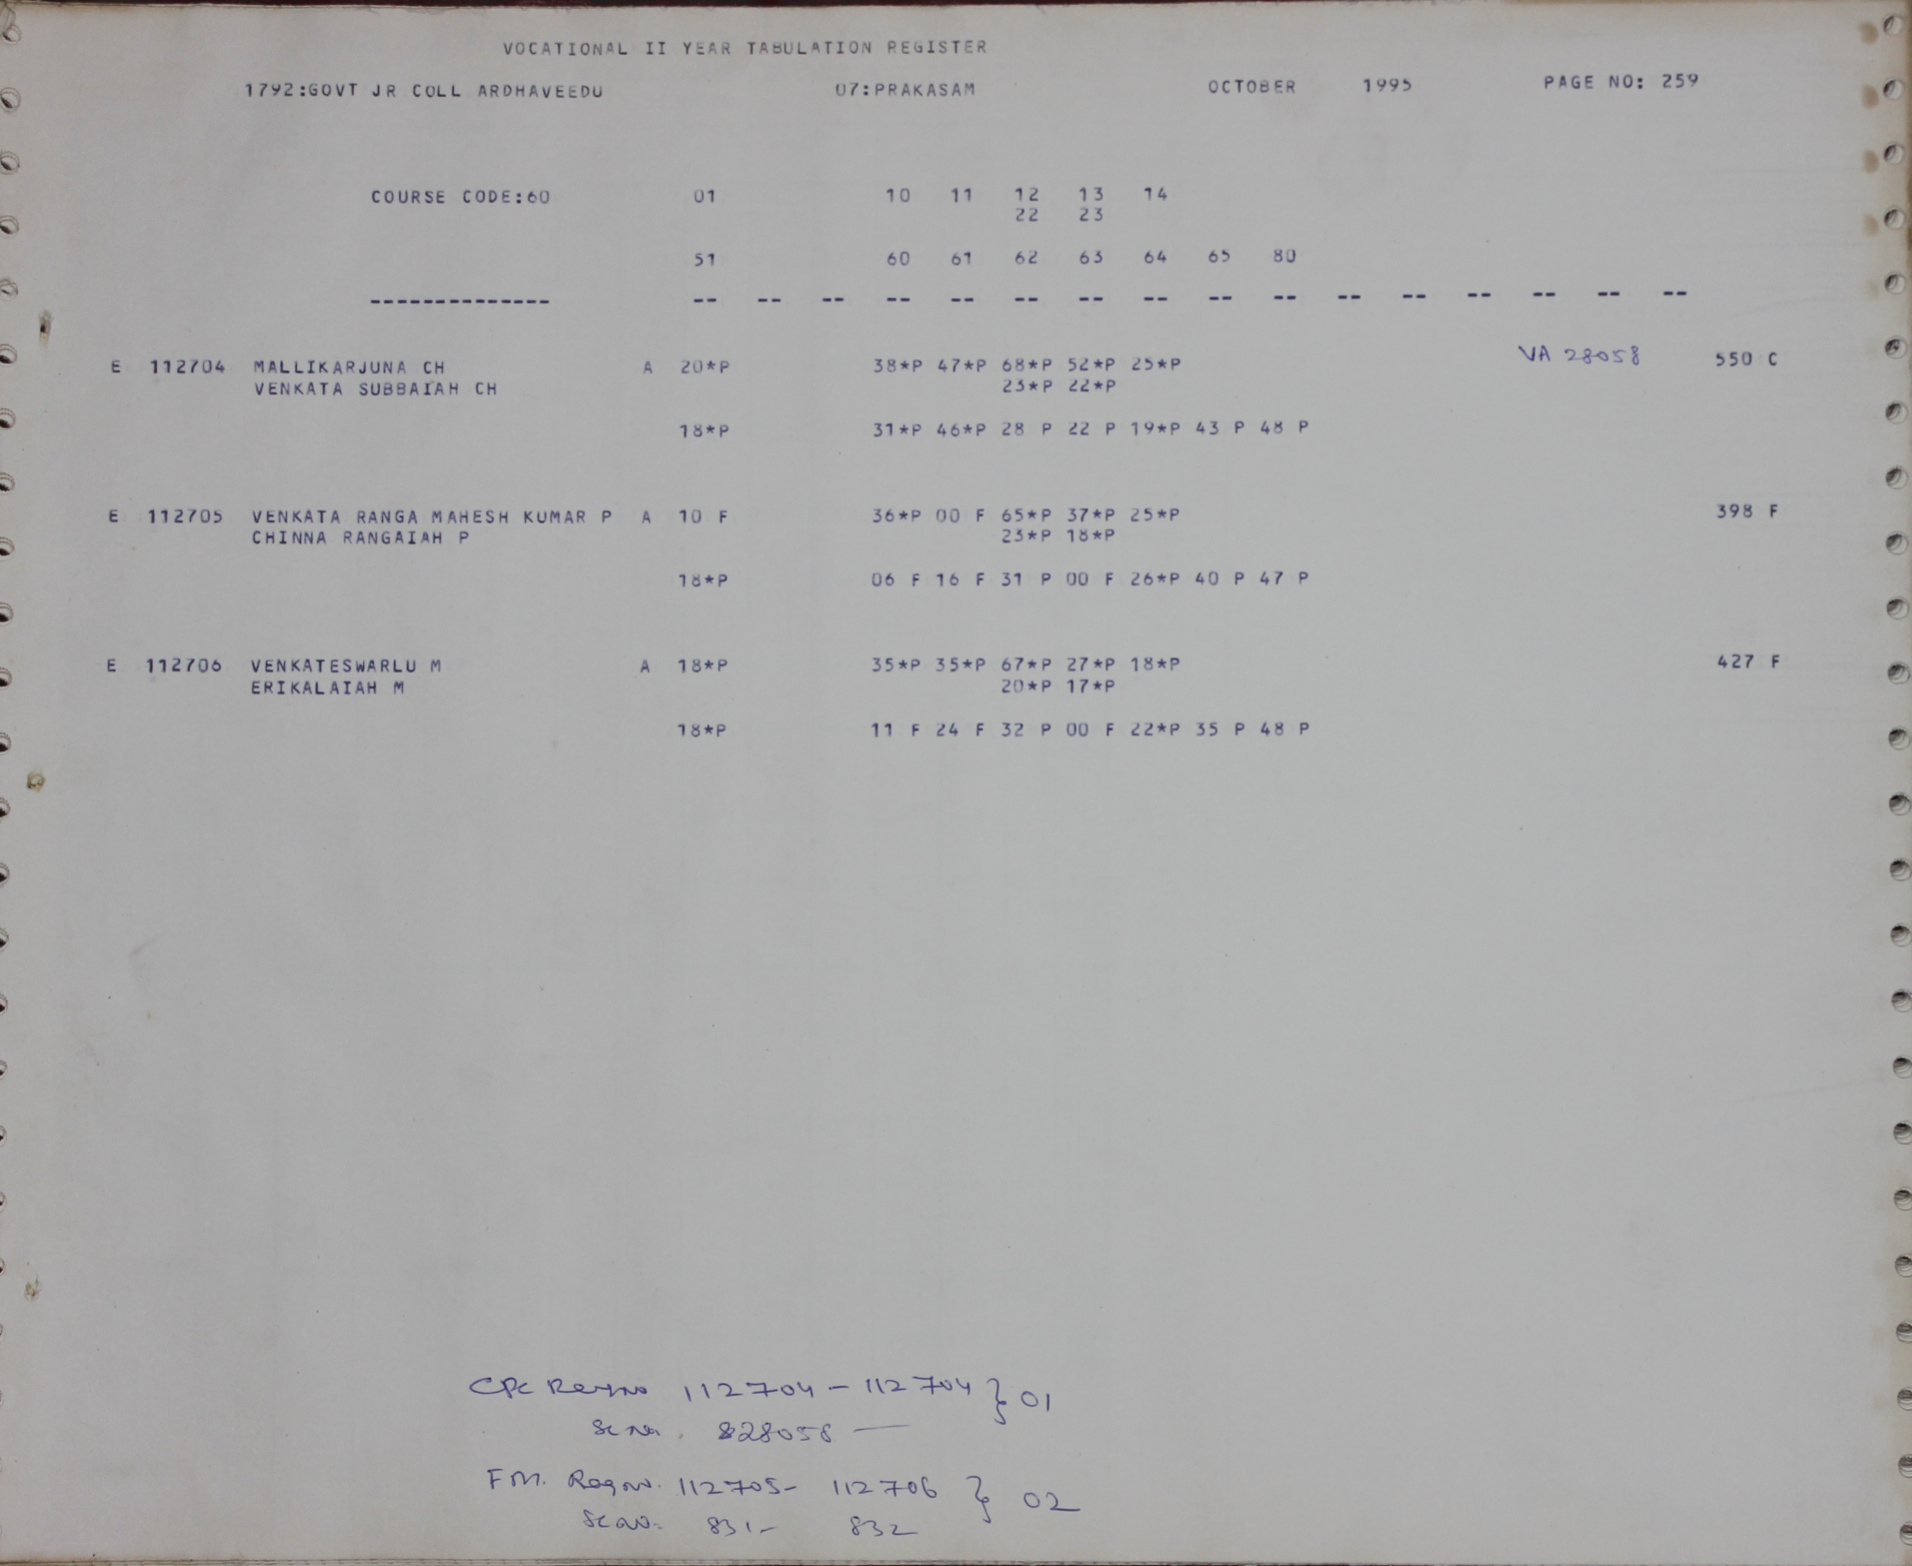 VOCATIONAL II YEAR TABULATION REGISTER
1792:GOVT JR COLL ARDHAVEEDU 07:PRAKASAM OCTOBER 1995 PAGE NO: 259
COURSE CODE:60 01 10 11 12 13 14
22 23
51 60 61 62 63 64 65 80
-------------- -- -- -- -- -- -- -- -- -- -- -- -- -- -- -- --
E 112704 MALLIKARJUNA CH A 20*P 38*P 47*P 68*P 52*P 25*P VA 28058 550 C
VENKATA SUBBAIAH CH 23*P 22*P
18*P 31*P 46*P 28 P 22 P 19*P 43 P 48 P
E 112705 VENKATA RANGA MAHESH KUMAR P A 10 F 36*P 00 F 65*P 37*P 25*P 398 F
CHINNA RANGAIAH P 23*P 18*P
18*P 06 F 16 F 31 P 00 F 26*P 40 P 47 P
E 112706 VENKATESWARLU M A 18*P 35*P 35*P 67*P 27*P 18*P 427 F
ERIKALAIAH M 20*P 17*P
18*P 11 F 24 F 32 P 00 F 22*P 35 P 48 P
CPC Regno 112704 - 112704 } 01
Sc no. 828058 —
FM. Regno. 112705- 112706 } 02
Sc no. 831- 832